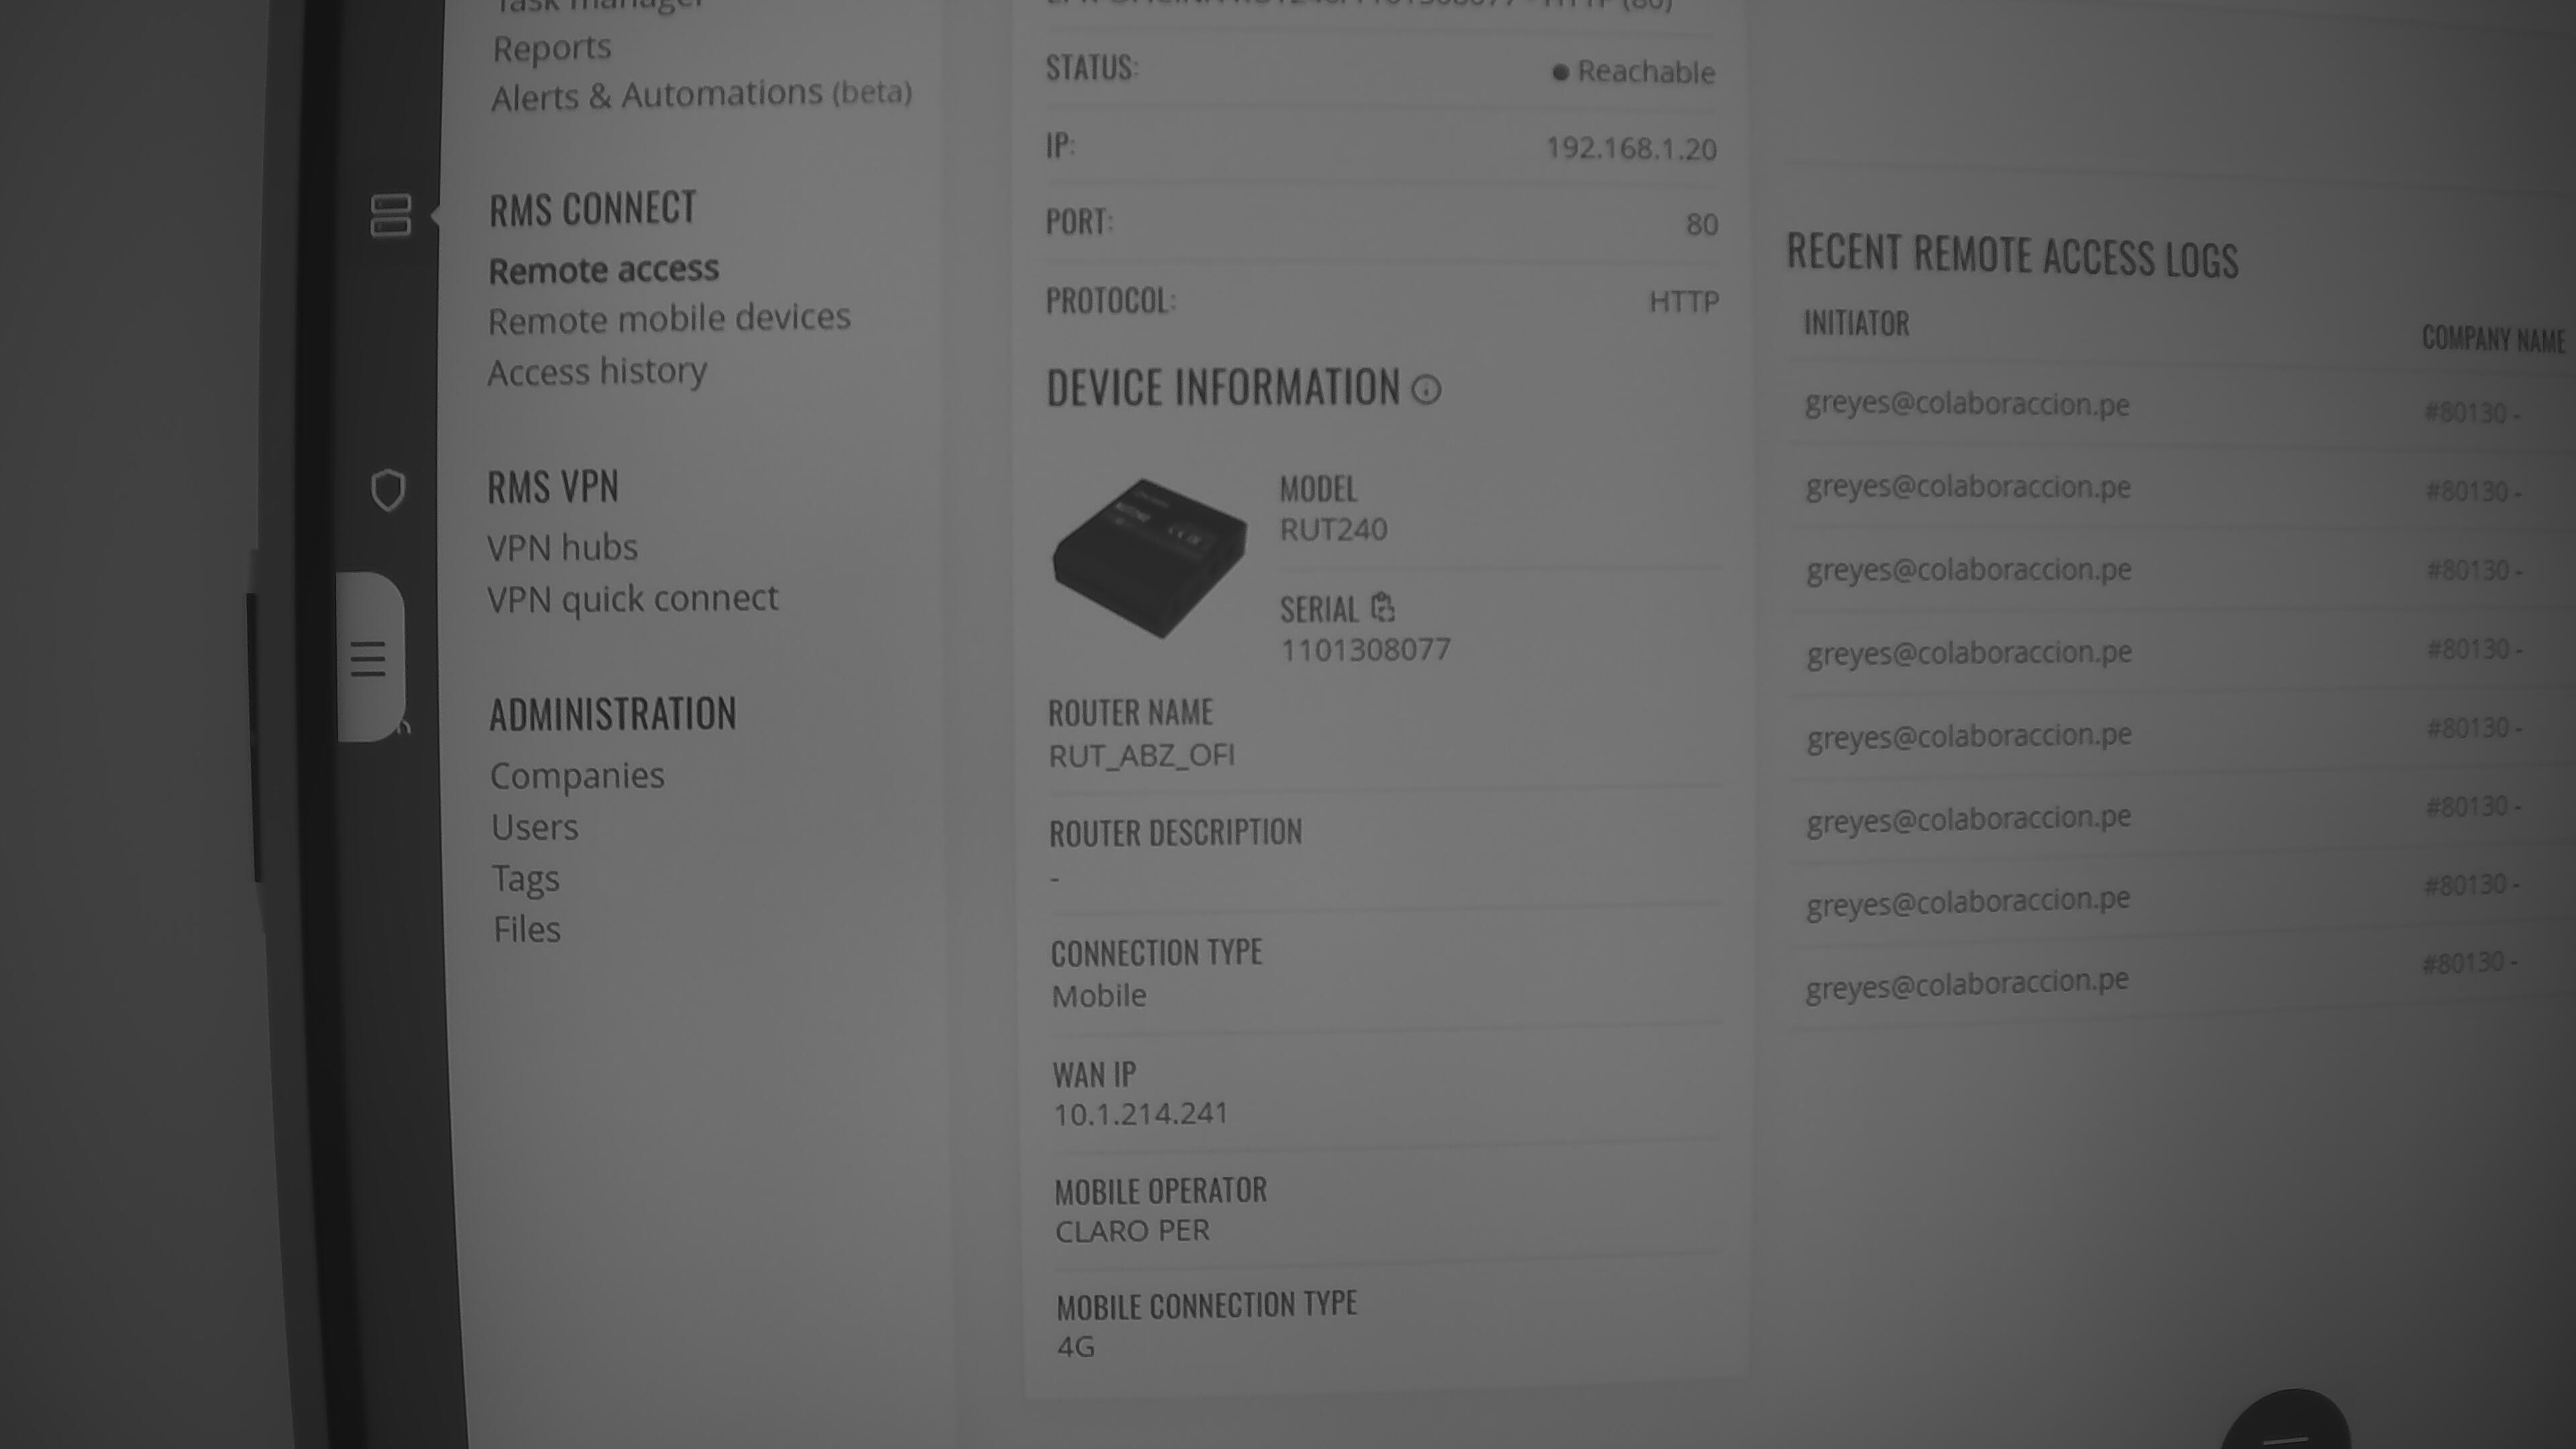 Task manager
Reports
Alerts & Automations (beta)
RMS CONNECT
Remote access
Remote mobile devices
Access history
RMS VPN
VPN hubs
VPN quick connect
ADMINISTRATION
Companies
Users
Tags
Files
STATUS:
Reachable
IP:
192.168.1.20
PORT:
80
PROTOCOL:
HTTP
DEVICE INFORMATION
MODEL
RUT240
SERIAL
1101308077
ROUTER NAME
RUT_ABZ_OFI
ROUTER DESCRIPTION
-
CONNECTION TYPE
Mobile
WAN IP
10.1.214.241
MOBILE OPERATOR
CLARO PER
MOBILE CONNECTION TYPE
4G
RECENT REMOTE ACCESS LOGS
INITIATOR COMPANY NAME
greyes@colaboraccion.pe #80130 -
greyes@colaboraccion.pe #80130 -
greyes@colaboraccion.pe #80130 -
greyes@colaboraccion.pe #80130 -
greyes@colaboraccion.pe #80130 -
greyes@colaboraccion.pe #80130 -
greyes@colaboraccion.pe #80130 -
greyes@colaboraccion.pe #80130 -